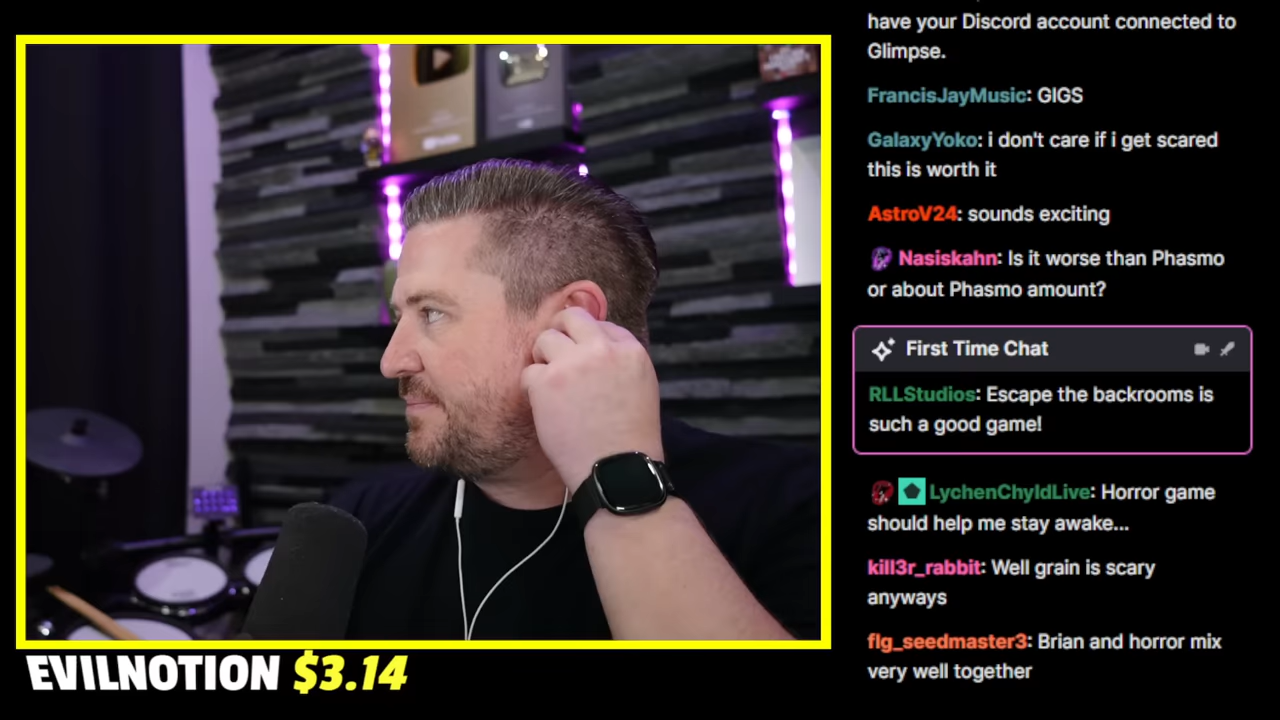 have your Discord account connected to
Glimpse.
FrancisJayMusic: GIGS
GalaxyYoko: i don't care if i get scared
this is worth it
AstroV24: sounds exciting
Nasiskahn: Is it worse than Phasmo
or about Phasmo amount?
First Time Chat
RLLStudios: Escape the backrooms is
such a good game!
LychenChyldLive: Horror game
should help me stay awake...
kill3r_rabbit: Well grain is scary
anyways
flg_seedmaster3: Brian and horror mix
very well together
EVILNOTION $3.14